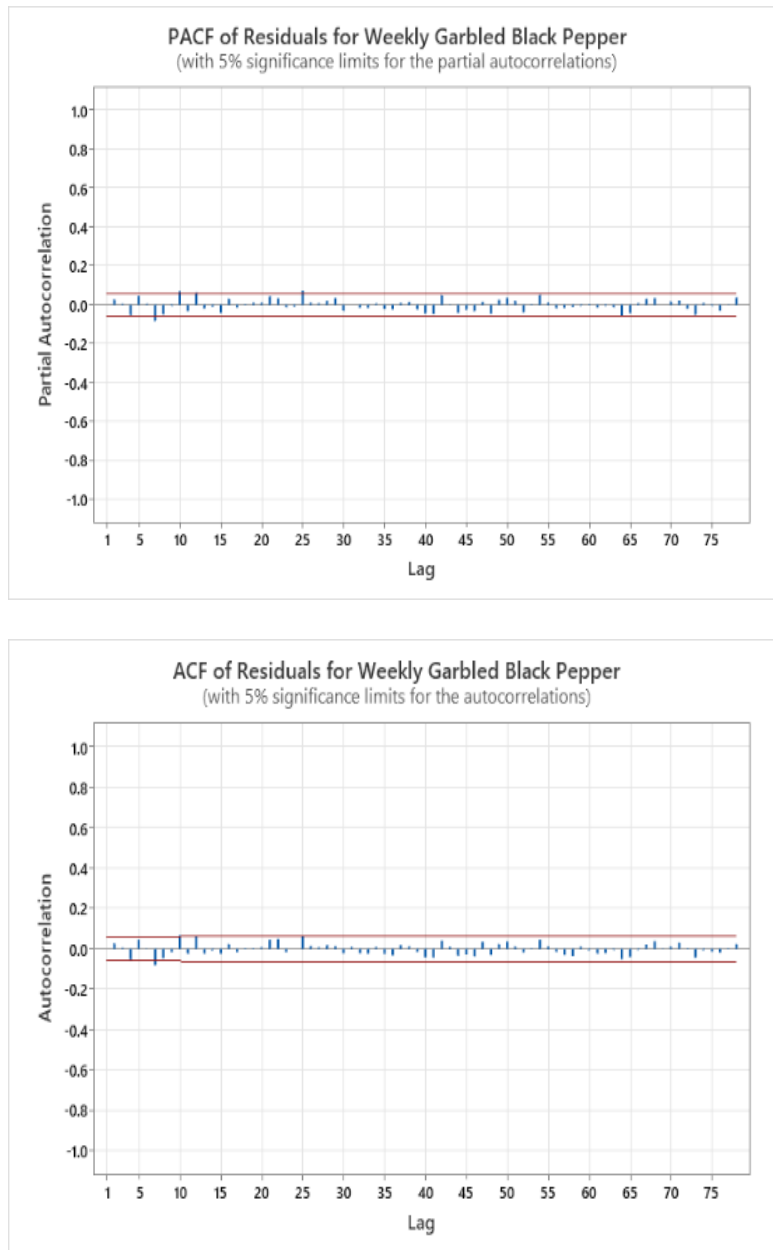 PACF of Residuals for Weekly Garbled Black Pepper
(with 5% significance limits for the partial autocorrelations)
Partial Autocorrelation
1.0
0.8
0.6
0.4
0.2
0.0
-0.2
-0.4
-0.6
-0.8
-1.0
1 5 10 15 20 25 30 35 40 45 50 55 60 65 70 75
Lag
ACF of Residuals for Weekly Garbled Black Pepper
(with 5% significance limits for the autocorrelations)
Autocorrelation
1.0
0.8
0.6
0.4
0.2
0.0
-0.2
-0.4
-0.6
-0.8
-1.0
1 5 10 15 20 25 30 35 40 45 50 55 60 65 70 75
Lag